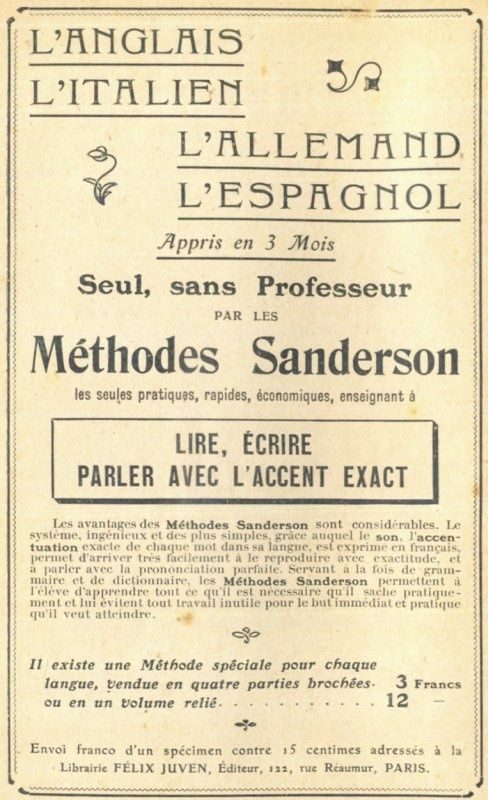 L'ANGLAIS
L'ITALIEN
L'ALLEMAND
L'ESPAGNOL
Appris en 3 Mois
Seul, sans Professeur
PAR LES
Méthodes Sanderson
les seules pratiques, rapides, économiques, enseignant à
LIRE, ÉCRIRE
PARLER AVEC L'ACCENT EXACT
Les avantages des Méthodes Sanderson sont considérables. Le
système, ingénieux et des plus simples, grâce auquel le son, l'accen-
tuation exacte de chaque mot dans sa langue, est exprimé en français,
permet d'arriver très facilement à le reproduire avec exactitude, et
à parler avec la prononciation parfaite. Servant à la fois de gram-
maire et de dictionnaire, les Méthodes Sanderson permettent à
l'élève d'apprendre tout ce qu'il est nécessaire qu'il sache pratique-
ment et lui évitent tout travail inutile pour le but immédiat et pratique
qu'il veut atteindre.
Il existe une Méthode spéciale pour chaque
langue, vendue en quatre parties brochées. 3 Francs
ou en un volume relié . . . . . . . . . . . 12 —
Envoi franco d'un spécimen contre 15 centimes adressés à la
Librairie FÉLIX JUVEN, Éditeur, 122, rue Réaumur, PARIS.